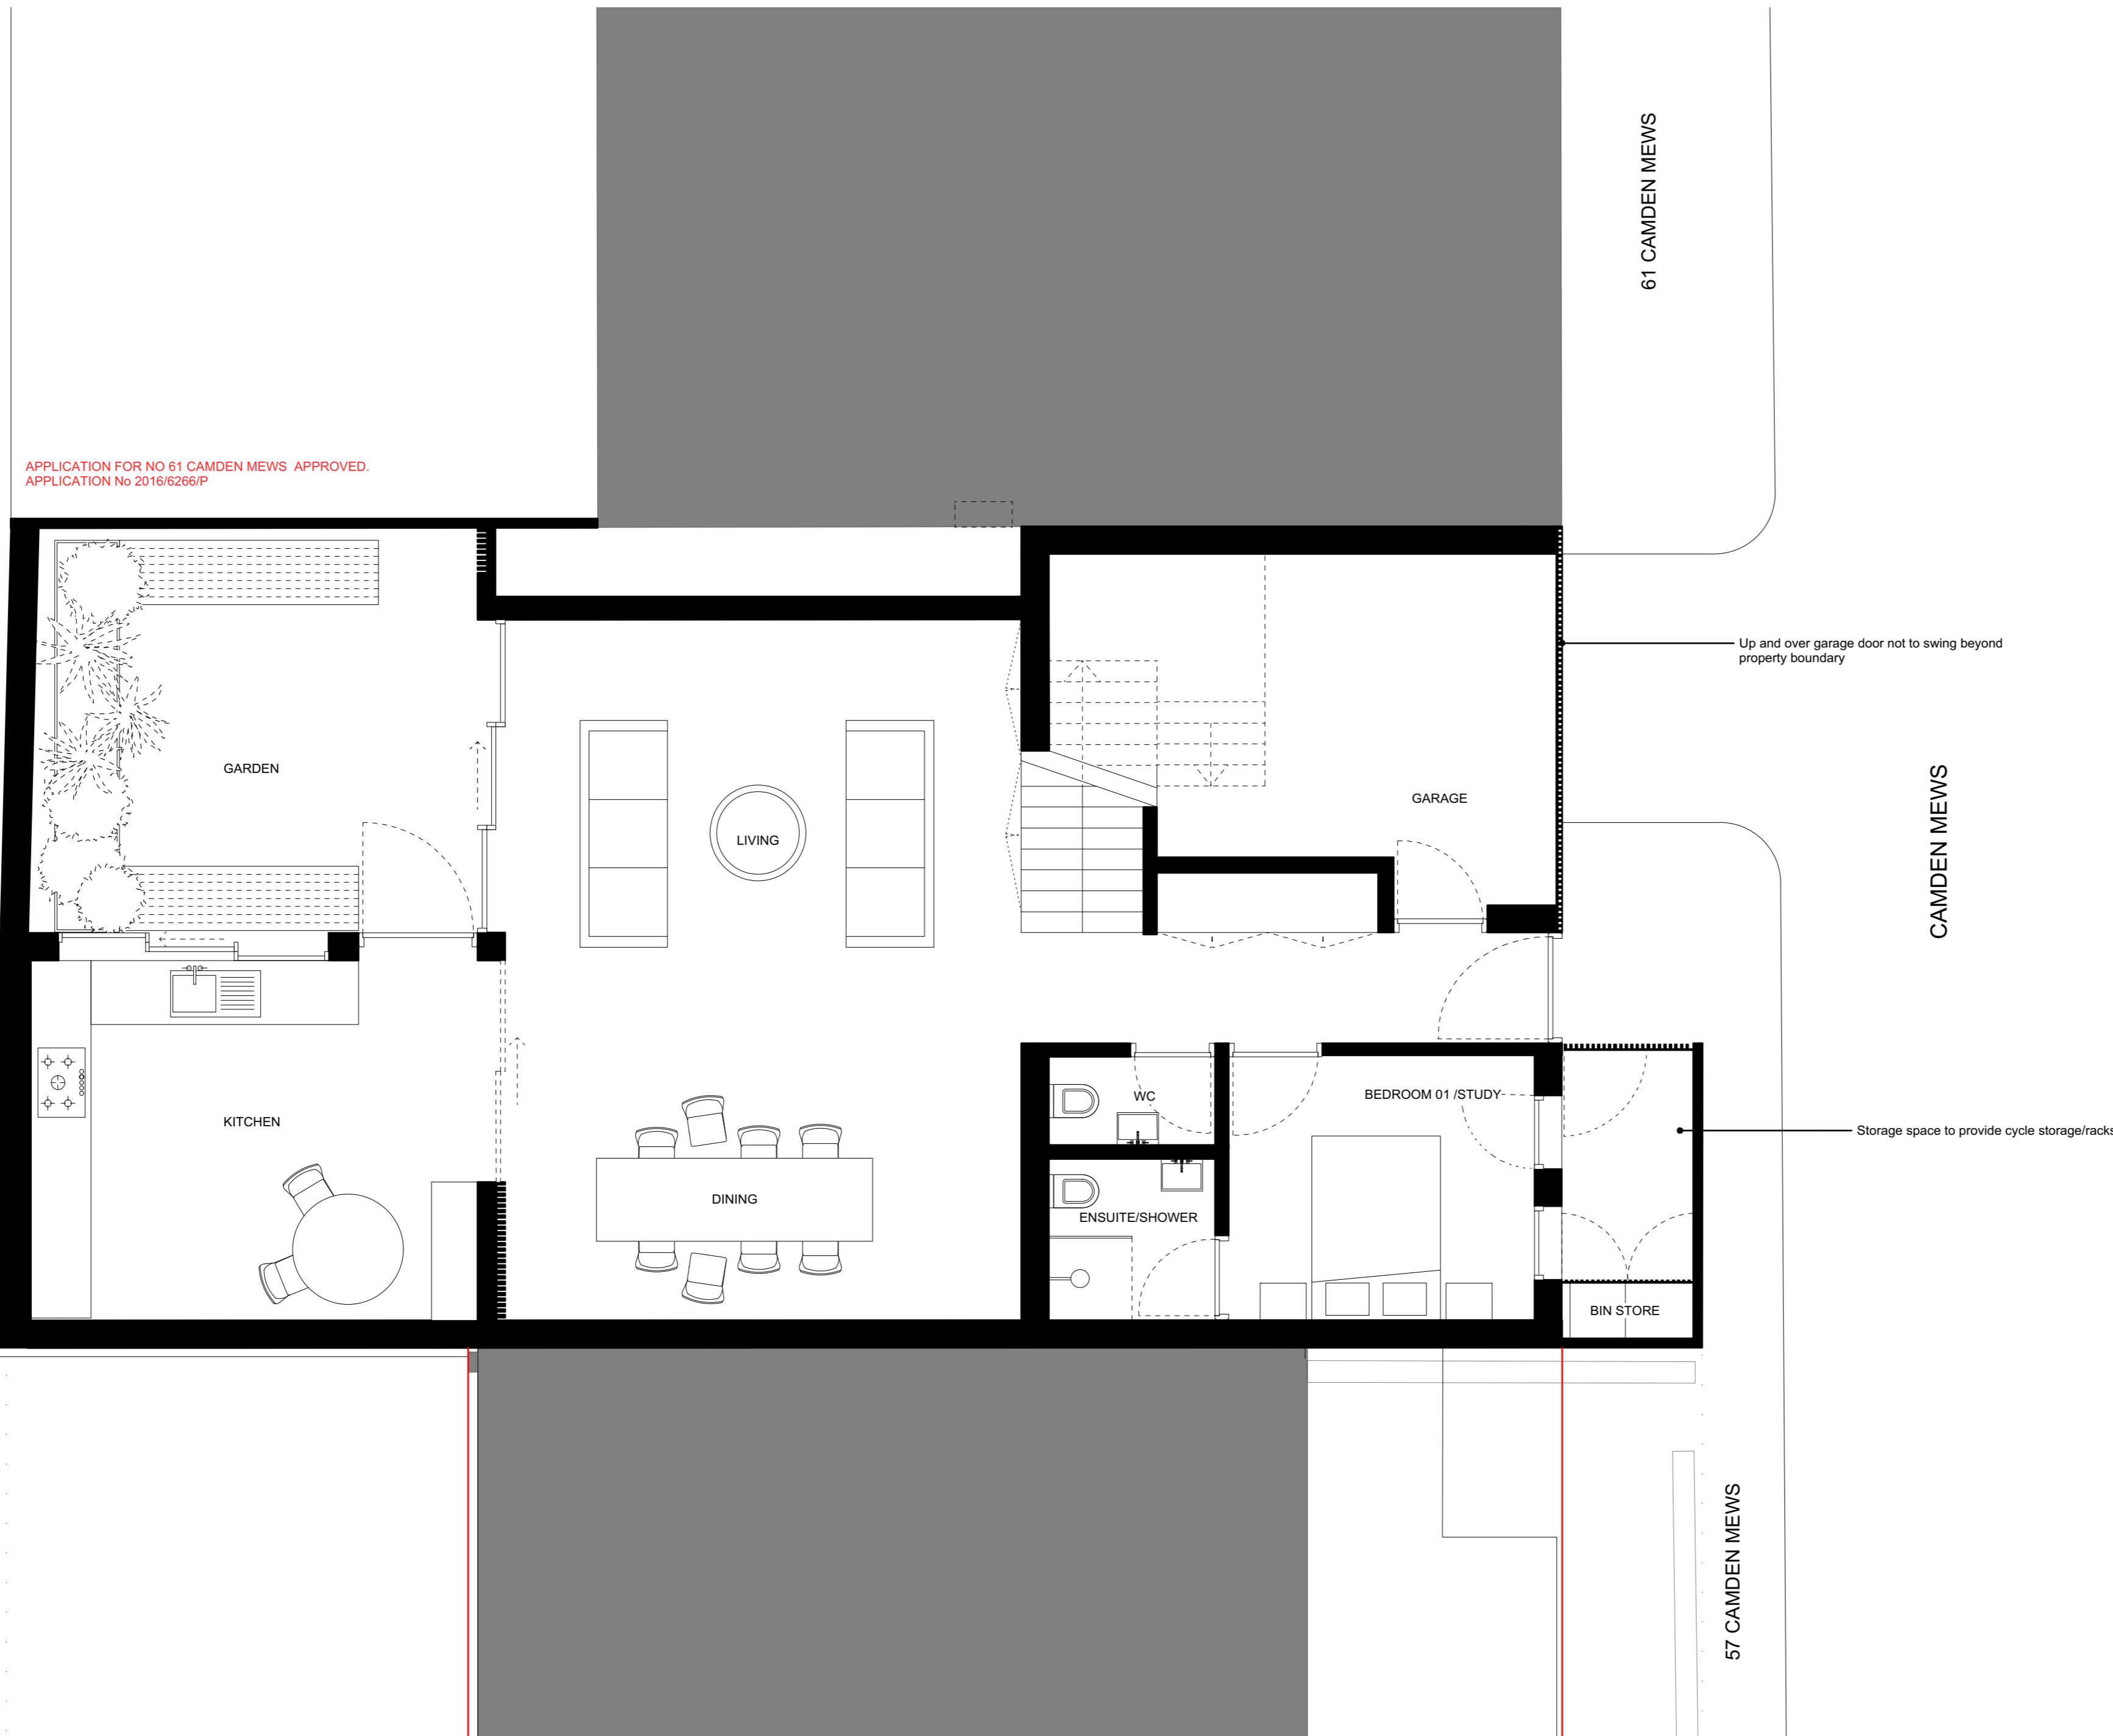 61 CAMDEN MEWS
APPLICATION FOR NO 61 CAMDEN MEWS  APPROVED.
APPLICATION No 2016/6266/P
Up and over garage door not to swing beyond
property boundary
GARDEN
GARAGE
LIVING
CAMDEN MEWS
WC
BEDROOM 01 /STUDY
KITCHEN
Storage space to provide cycle storage/racks
DINING
ENSUITE/SHOWER
BIN STORE
57 CAMDEN MEWS